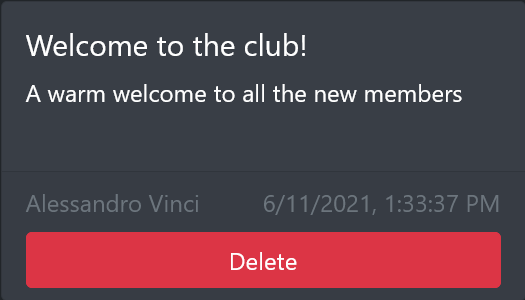 Welcome to the club!
A warm welcome to all the new members
Alessandro Vinci 6/11/2021, 1:33:37 PM
Delete